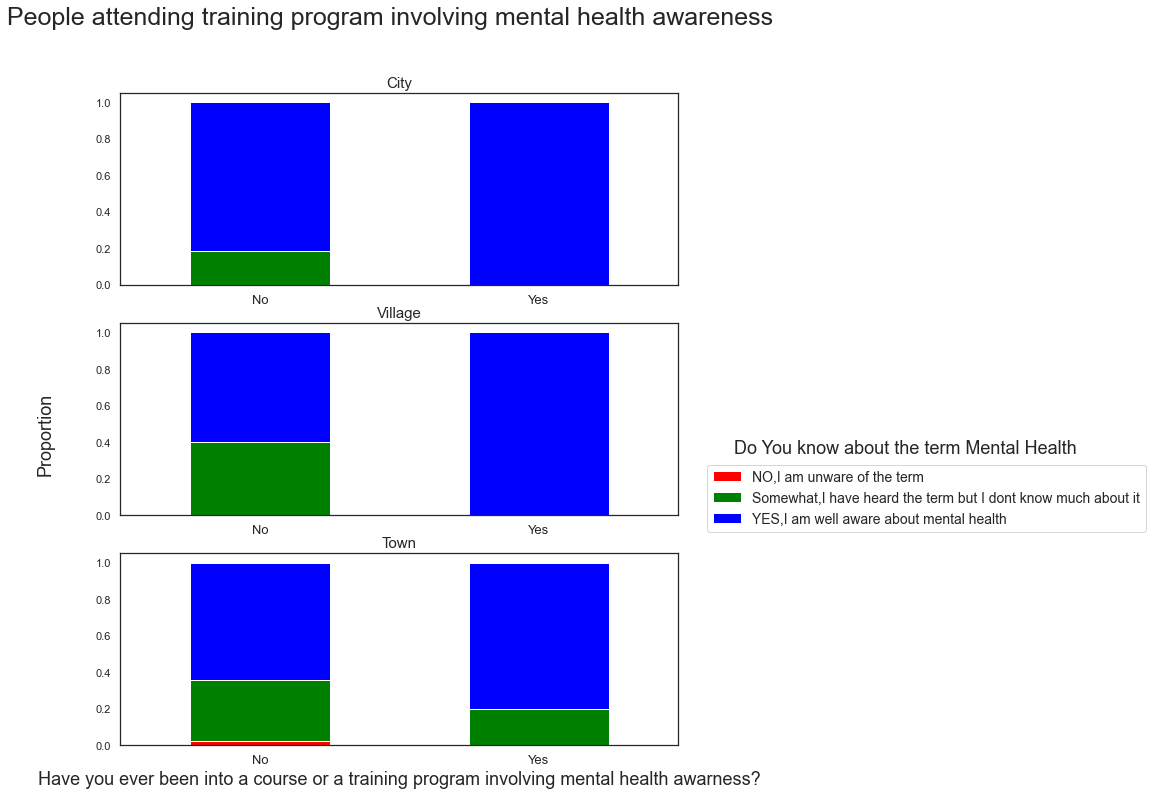 People attending training program involving mental health awareness
City
1.0
0.8
0.6
0.4
0.2
0.0
No Yes
Village
1.0
0.8
0.6
0.4
0.2
0.0
No Yes
Town
1.0
0.8
0.6
0.4
0.2
0.0
No Yes
Proportion
Have you ever been into a course or a training program involving mental health awarness?
Do You know about the term Mental Health
NO,I am unware of the term
Somewhat,I have heard the term but I dont know much about it
YES,I am well aware about mental health